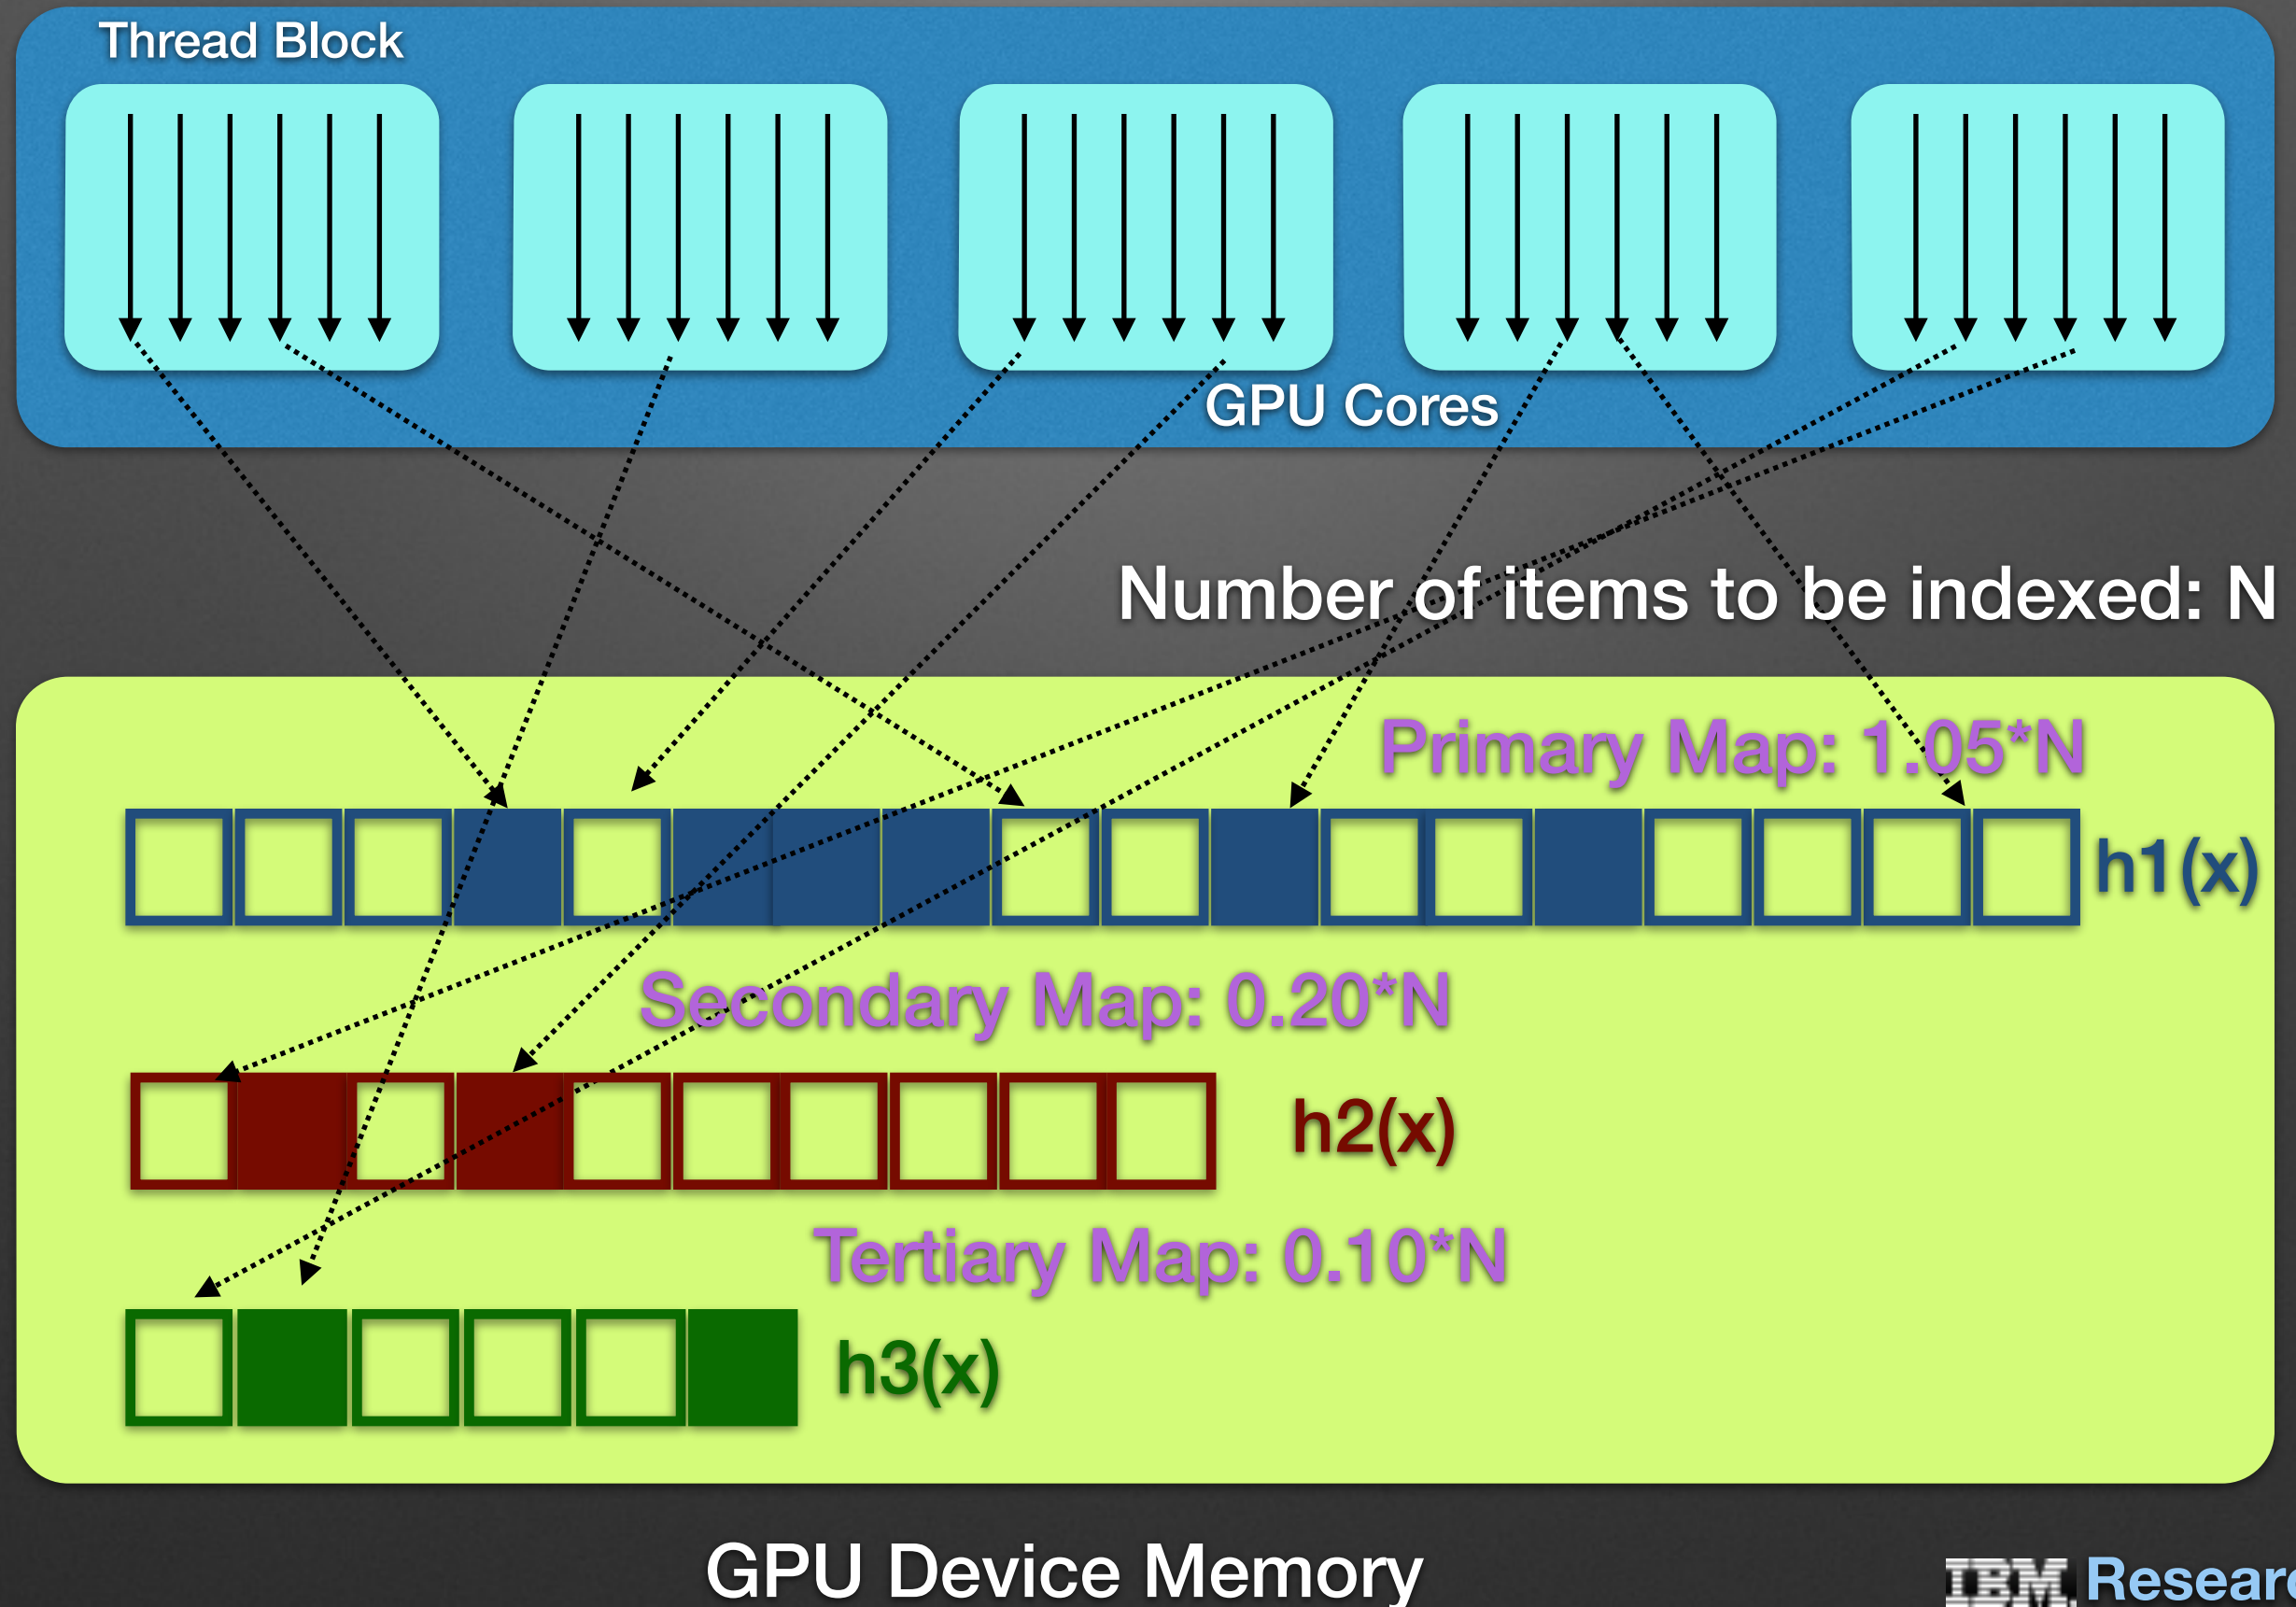 Thread Block
GPU Cores
Number of items to be indexed: N
Primary Map: 1.05*N
h1(x)
Secondary Map: 0.20*N
h2(x)
Tertiary Map: 0.10*N
h3(x)
GPU Device Memory
IBM Researc